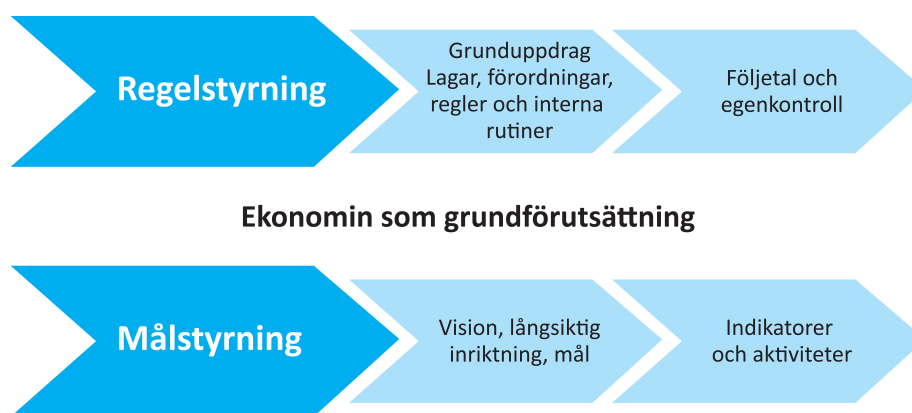 Regelstyrning
Grunduppdrag
Lagar, förordningar,
regler och interna
rutiner
Följetal och
egenkontroll
Ekonomin som grundförutsättning
Målstyrning
Vision, långsiktig
inriktning, mål
Indikatorer
och aktiviteter